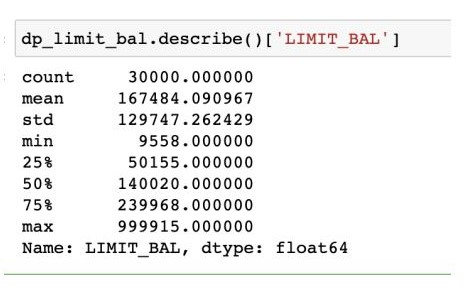 dp_limit_bal.describe()['LIMIT_BAL']
count 30000.000000
mean 167484.090967
std 129747.262429
min 9558.000000
25% 50155.000000
50% 140020.000000
75% 239968.000000
max 999915.000000
Name: LIMIT_BAL, dtype: float64